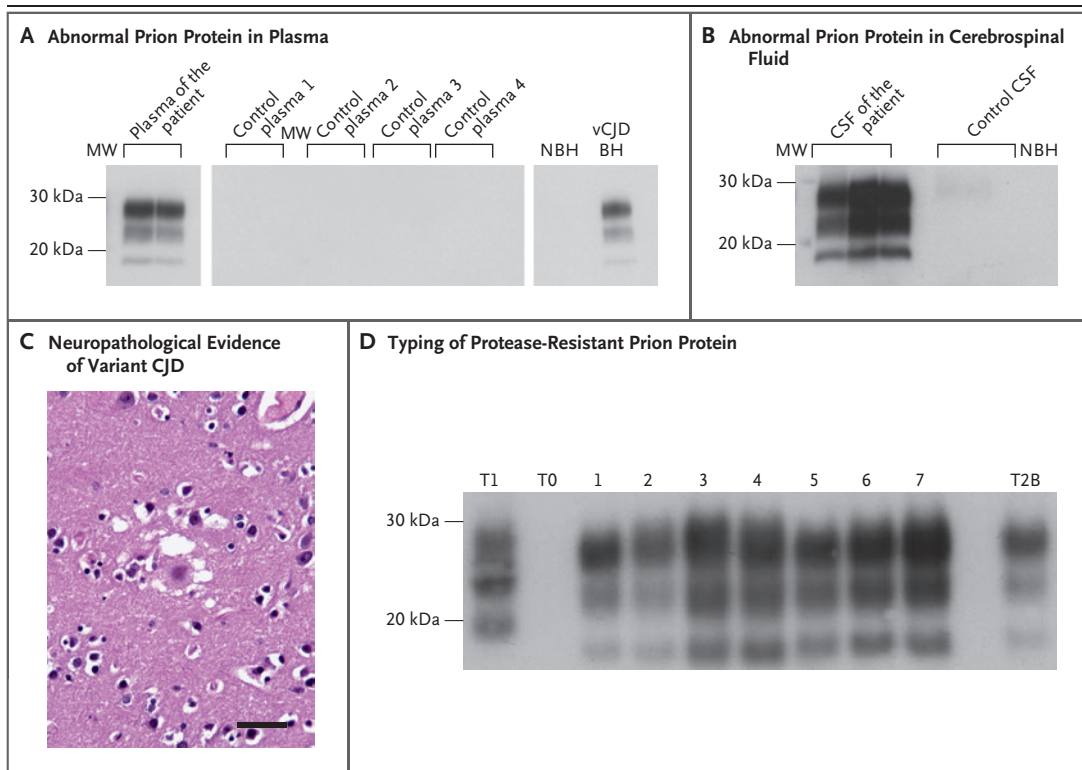 A Abnormal Prion Protein in Plasma
Plasma of the
patient
Control
plasma 1
Control
plasma 2
Control
plasma 3
Control
plasma 4
MW
MW
NBH
vCJD
BH
30 kDa
20 kDa
B Abnormal Prion Protein in Cerebrospinal
Fluid
CSF of the
patient
Control CSF
MW
NBH
30 kDa
20 kDa
C Neuropathological Evidence
of Variant CJD
D Typing of Protease-Resistant Prion Protein
T1 T0 1 2 3 4 5 6 7 T2B
30 kDa
20 kDa